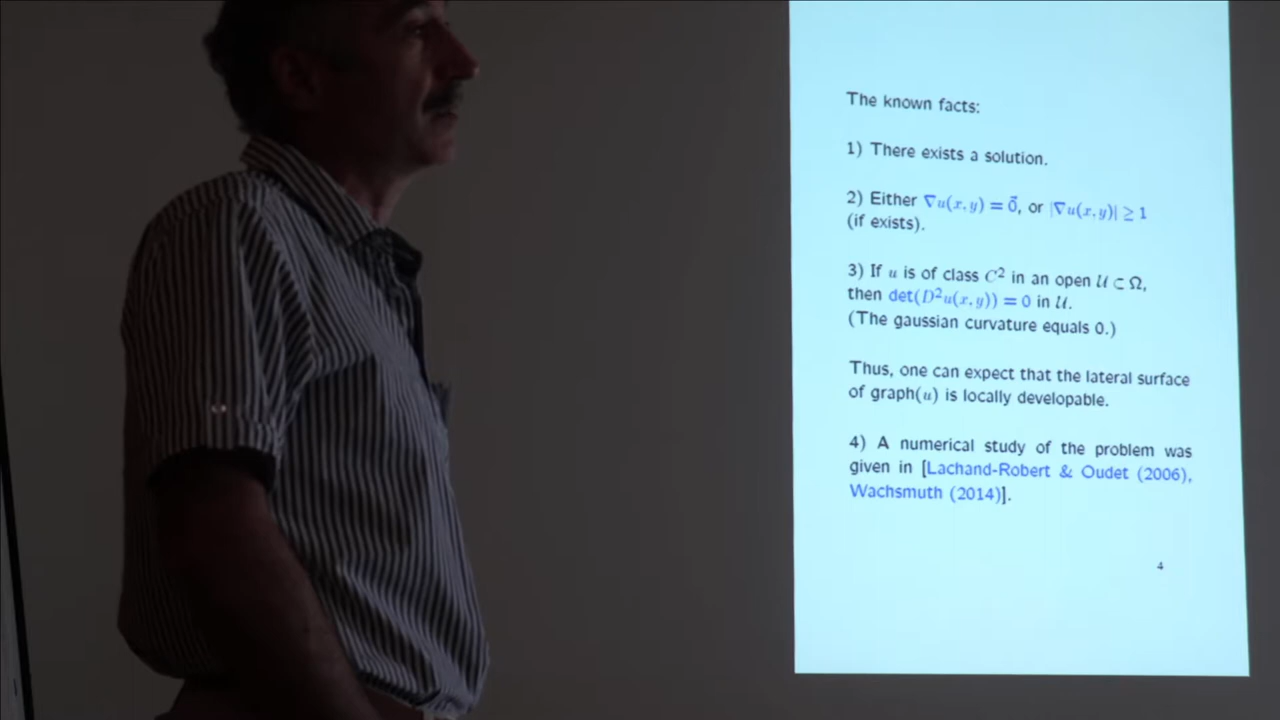 The known facts:
1) There exists a solution.
2) Either ∇u(x, y) = 0⃗, or |∇u(x, y)| ≥ 1
(if exists).
3) If u is of class C² in an open 𝒰 ⊂ Ω,
then det(D²u(x, y)) = 0 in 𝒰.
(The gaussian curvature equals 0.)
Thus, one can expect that the lateral surface
of graph(u) is locally developable.
4) A numerical study of the problem was
given in [Lachand-Robert & Oudet (2006),
Wachsmuth (2014)].
4